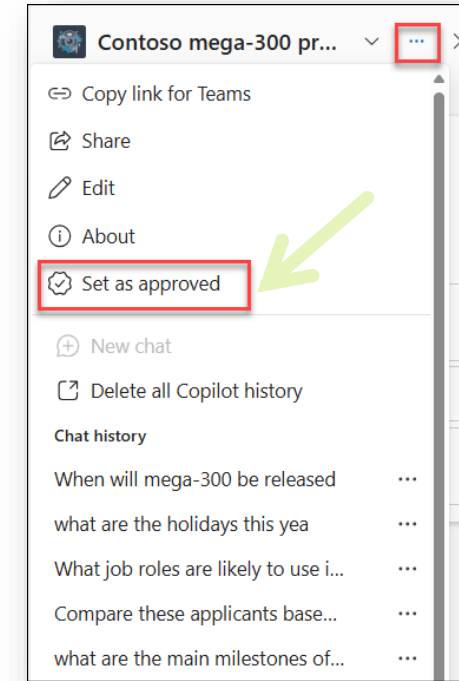 Contoso mega-300 pr...
Copy link for Teams
Share
Edit
About
Set as approved
New chat
Delete all Copilot history
Chat history
When will mega-300 be released
what are the holidays this yea
What job roles are likely to use i...
Compare these applicants base...
what are the main milestones of...